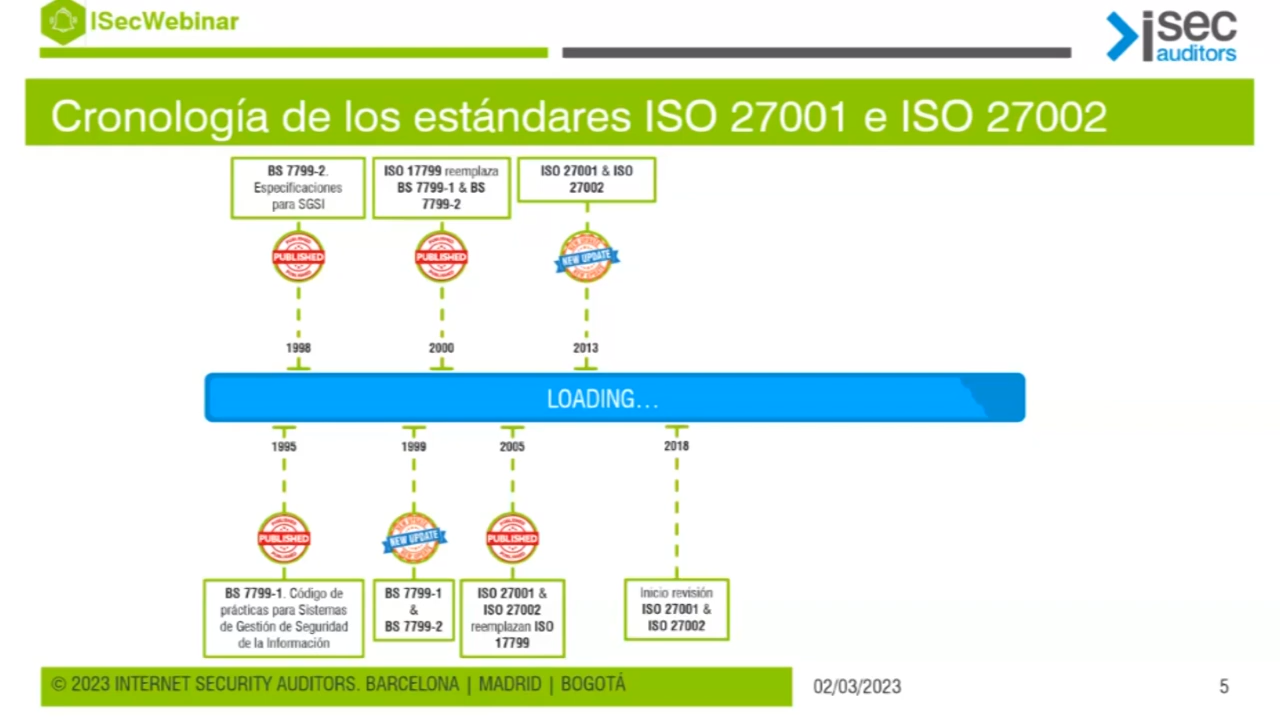 ISecWebinar
isec
auditors
Cronología de los estándares ISO 27001 e ISO 27002
BS 7799-2.
Especificaciones
para SGSI
ISO 17799 reemplaza
BS 7799-1 & BS
7799-2
ISO 27001 & ISO
27002
PUBLISHED
PUBLISHED
NEW UPDATE
1998
2000
2013
LOADING...
1995
1999
2005
2018
PUBLISHED
NEW UPDATE
PUBLISHED
BS 7799-1. Código de
prácticas para Sistemas
de Gestión de Seguridad
de la Información
BS 7799-1
&
BS 7799-2
ISO 27001 &
ISO 27002
reemplazan ISO
17799
Inicio revisión
ISO 27001 &
ISO 27002
© 2023 INTERNET SECURITY AUDITORS. BARCELONA | MADRID | BOGOTÁ
02/03/2023
5